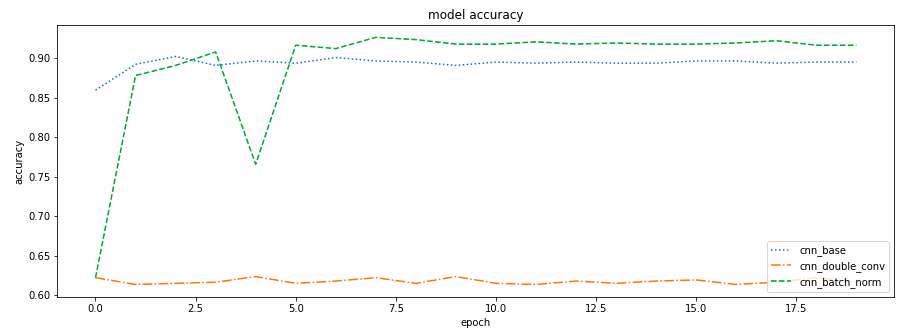 model accuracy
accuracy
0.90
0.85
0.80
0.75
0.70
0.65
0.60
0.0 2.5 5.0 7.5 10.0 12.5 15.0 17.5
epoch
cnn_base
cnn_double_conv
cnn_batch_norm